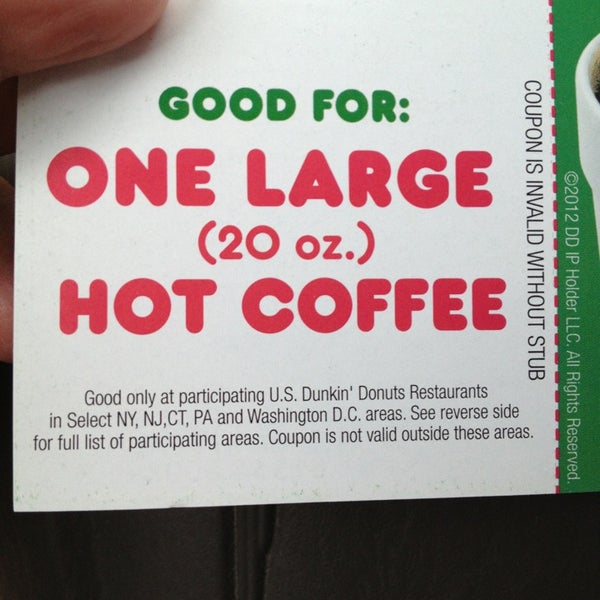 GOOD FOR:
ONE LARGE
(20 oz.)
HOT COFFEE
Good only at participating U.S. Dunkin' Donuts Restaurants
in Select NY, NJ,CT, PA and Washington D.C. areas. See reverse side
for full list of participating areas. Coupon is not valid outside these areas.
COUPON IS INVALID WITHOUT STUB
©2012 DD IP Holder LLC. All Rights Reserved.